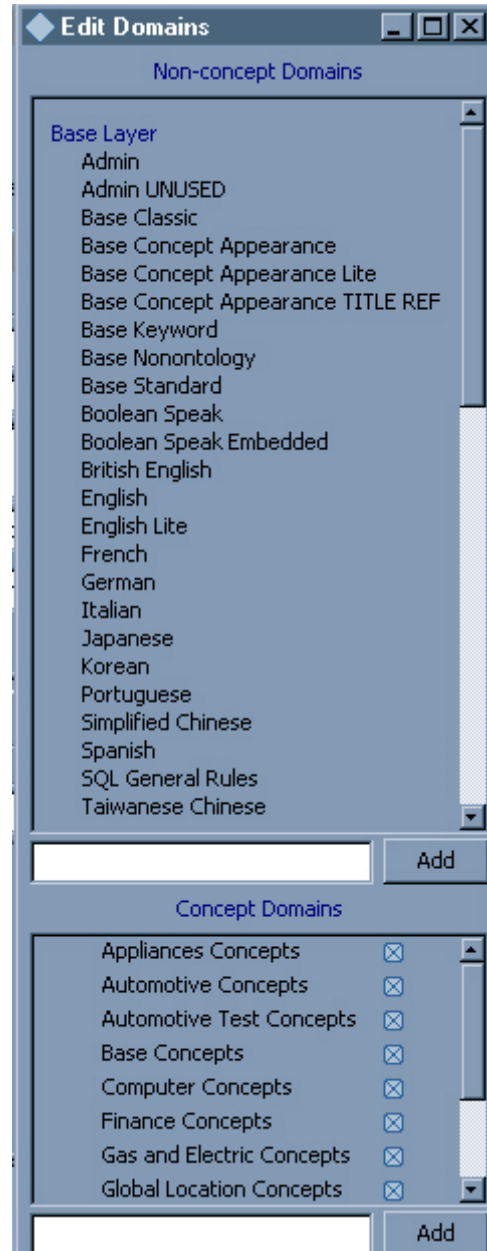 Edit Domains
Non-concept Domains
Base Layer
Admin
Admin UNUSED
Base Classic
Base Concept Appearance
Base Concept Appearance Lite
Base Concept Appearance TITLE REF
Base Keyword
Base Nonontology
Base Standard
Boolean Speak
Boolean Speak Embedded
British English
English
English Lite
French
German
Italian
Japanese
Korean
Portuguese
Simplified Chinese
Spanish
SQL General Rules
Taiwanese Chinese
Add
Concept Domains
Appliances Concepts
Automotive Concepts
Automotive Test Concepts
Base Concepts
Computer Concepts
Finance Concepts
Gas and Electric Concepts
Global Location Concepts
Add